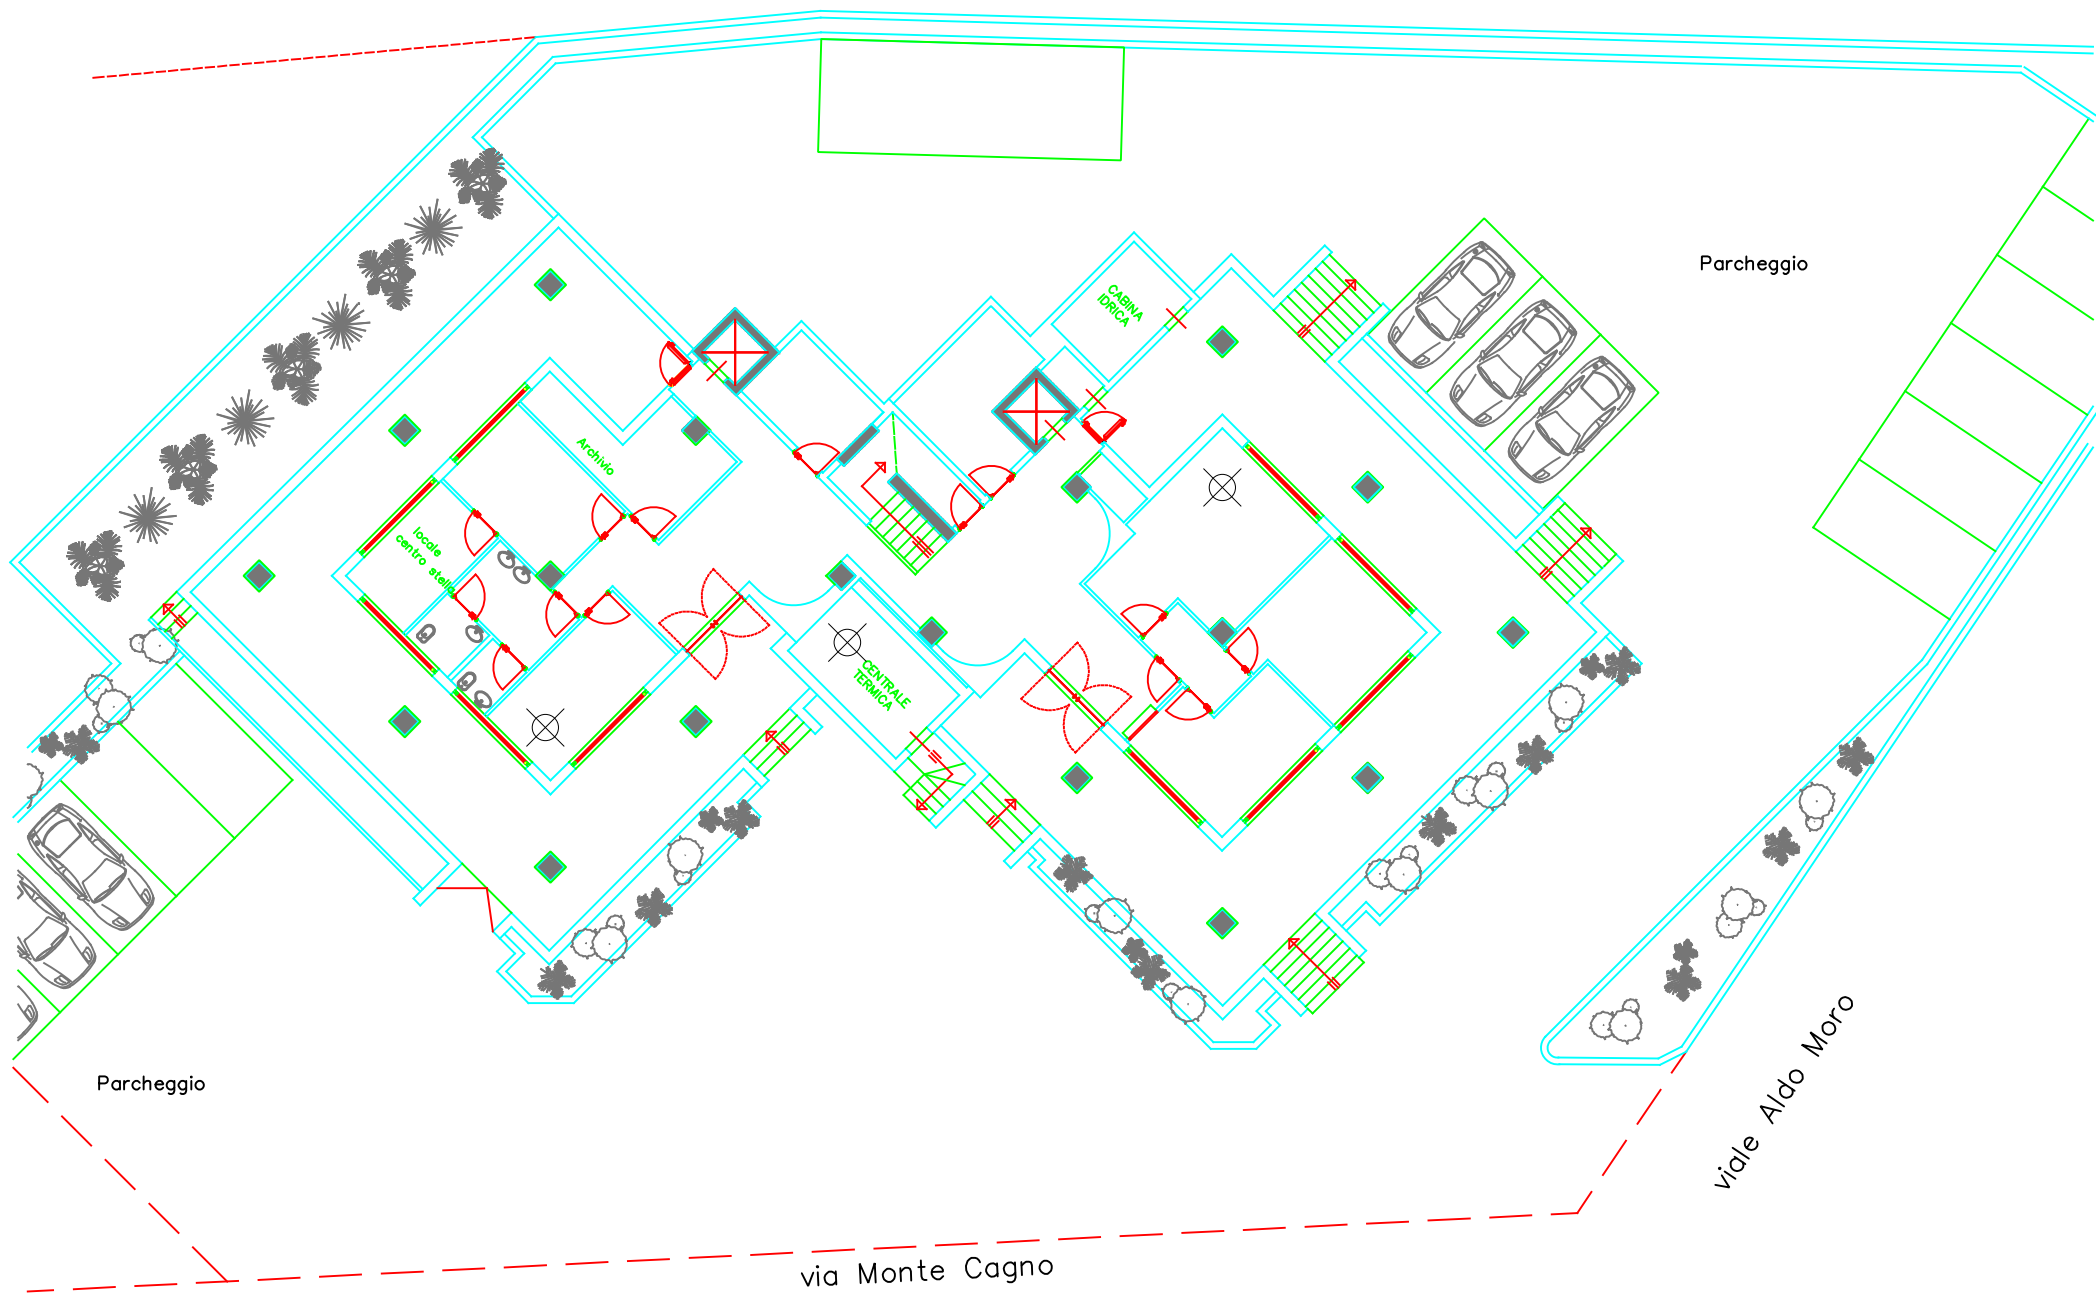 Parcheggio
CABINA
IDRICA
Archivio
locale
centro stella
CENTRALE
TERMICA
Parcheggio
viale Aldo Moro
via Monte Cagno